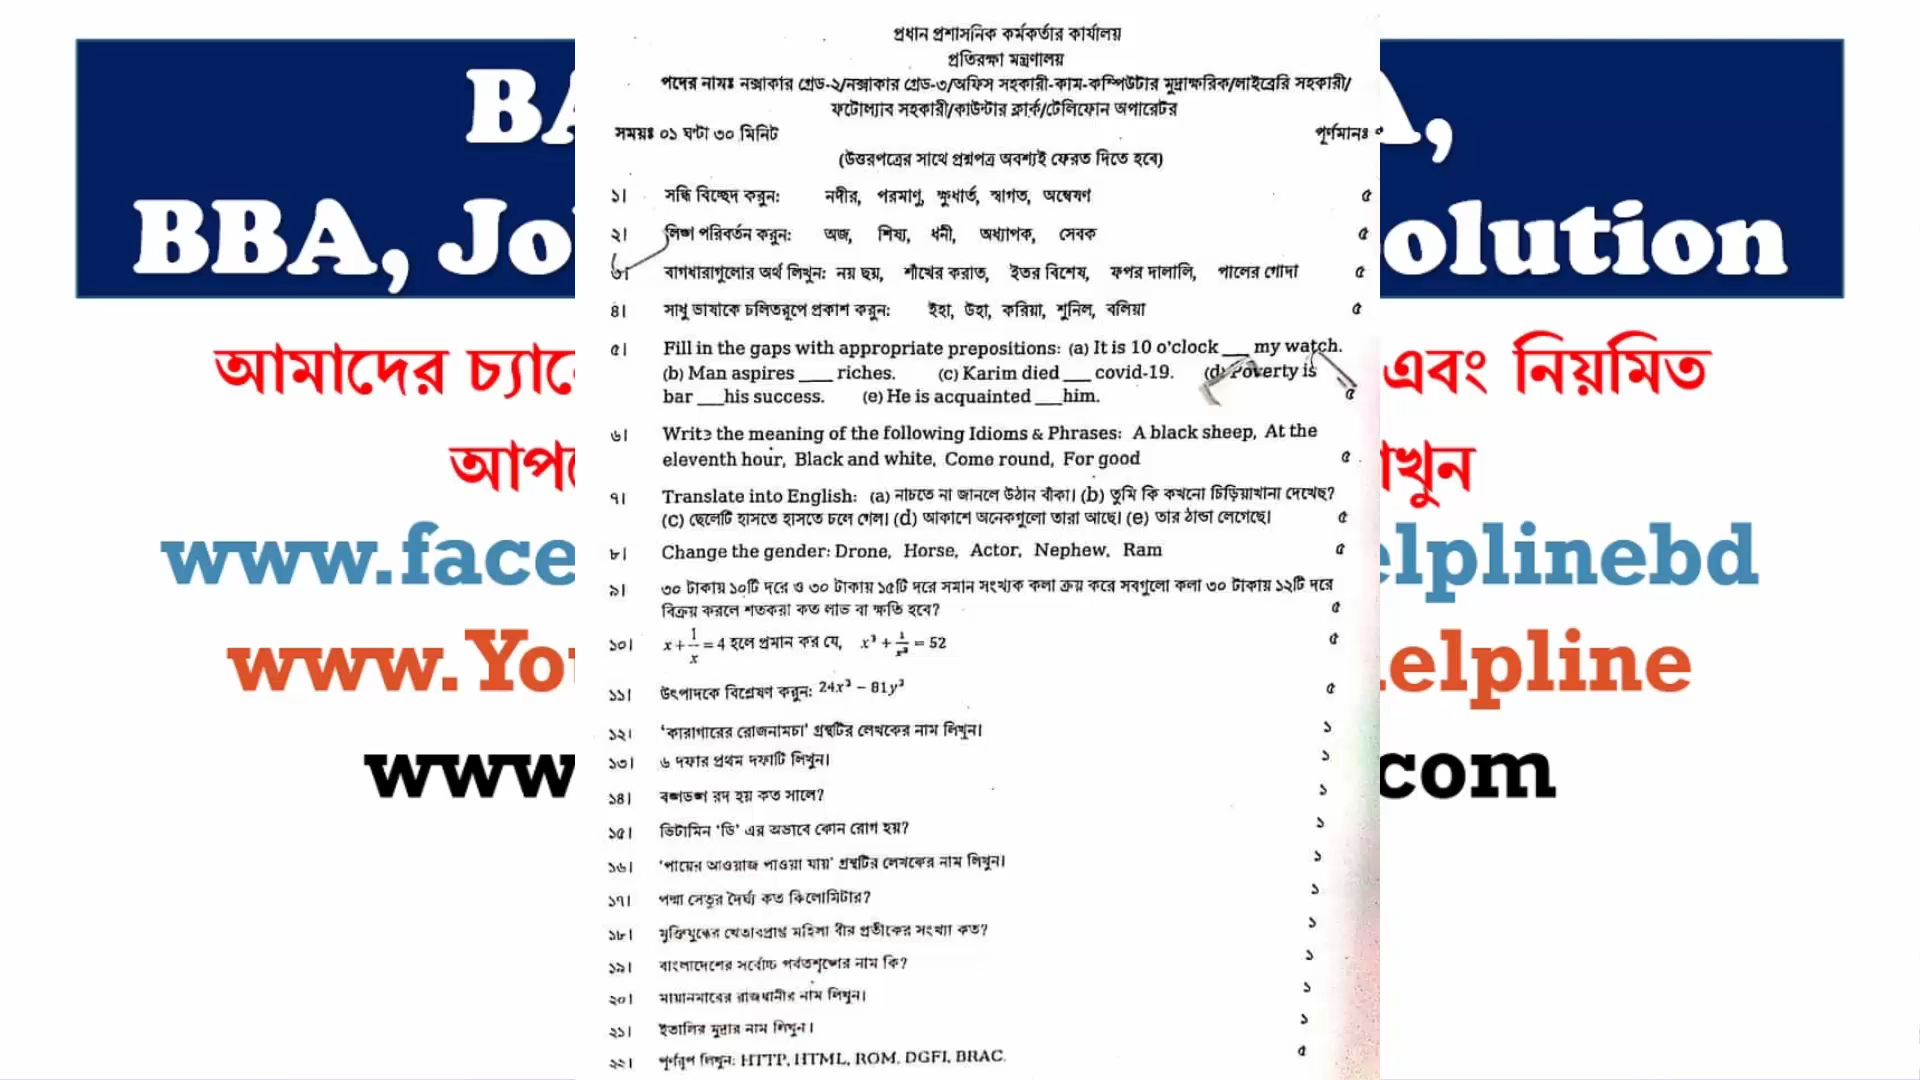 প্রধান প্রশাসনিক কর্মকর্তার কার্যালয়
প্রতিরক্ষা মন্ত্রণালয়
পদের নামঃ নক্সাকার গ্রেড-২/নক্সাকার গ্রেড-৩/অফিস সহকারী-কাম-কম্পিউটার মুদ্রাক্ষরিক/লাইব্রেরি সহকারী/
ফটোল্যাব সহকারী/কাউন্টার ক্লার্ক/টেলিফোন অপারেটর
সময়ঃ ০১ ঘণ্টা ৩০ মিনিট পূর্ণমানঃ
(উত্তরপত্রের সাথে প্রশ্নপত্র অবশ্যই ফেরত দিতে হবে)
১। সন্ধি বিচ্ছেদ করুন: নদীর, পরমাণু, ক্ষুধার্ত, স্বাগত, অন্বেষণ ৫
২। লিঙ্গ পরিবর্তন করুন: অজ, শিষ্য, ধনী, অধ্যাপক, সেবক ৫
৩। বাগধারাগুলোর অর্থ লিখুন: নয় ছয়, শাঁখের করাত, ইতর বিশেষ, ফপর দালালি, পালের গোদা ৫
৪। সাধু ভাষাকে চলিতরূপে প্রকাশ করুন: ইহা, উহা, করিয়া, শুনিল, বলিয়া ৫
৫। Fill in the gaps with appropriate prepositions: (a) It is 10 o'clock ___ my watch.
(b) Man aspires ____ riches. (c) Karim died ___ covid-19. (d) Poverty is
bar ___his success. (e) He is acquainted ___him. ৫
৬। Write the meaning of the following Idioms & Phrases: A black sheep, At the
eleventh hour, Black and white, Come round, For good ৫
৭। Translate into English: (a) নাচতে না জানলে উঠান বাঁকা। (b) তুমি কি কখনো চিড়িয়াখানা দেখেছ?
(c) ছেলেটি হাসতে হাসতে চলে গেল। (d) আকাশে অনেকগুলো তারা আছে। (e) তার ঠান্ডা লেগেছে। ৫
৮। Change the gender: Drone, Horse, Actor, Nephew, Ram ৫
৯। ৩০ টাকায় ১০টি দরে ও ৩০ টাকায় ১৫টি দরে সমান সংখ্যক কলা ক্রয় করে সবগুলো কলা ৩০ টাকায় ১২টি দরে
বিক্রয় করলে শতকরা কত লাভ বা ক্ষতি হবে? ৫
১০। x + 1/x = 4 হলে প্রমান কর যে, x³ + 1/x³ = 52 ৫
১১। উৎপাদকে বিশ্লেষণ করুন: 24x³ − 81y³ ৫
১২। 'কারাগারের রোজনামচা' গ্রন্থটির লেখকের নাম লিখুন। ১
১৩। ৬ দফার প্রথম দফাটি লিখুন। ১
১৪। বঙ্গভঙ্গ রদ হয় কত সালে? ১
১৫। ভিটামিন 'ডি' এর অভাবে কোন রোগ হয়? ১
১৬। 'পায়ের আওয়াজ পাওয়া যায়' গ্রন্থটির লেখকের নাম লিখুন। ১
১৭। পদ্মা সেতুর দৈর্ঘ্য কত কিলোমিটার? ১
১৮। মুক্তিযুদ্ধের খেতাবপ্রাপ্ত মহিলা বীর প্রতীকের সংখ্যা কত? ১
১৯। বাংলাদেশের সর্বোচ্চ পর্বতশৃঙ্গের নাম কি? ১
২০। মায়ানমারের রাজধানীর নাম লিখুন। ১
২১। ইতালির মুদ্রার নাম লিখুন। ১
২২। পূর্ণরূপ লিখুন: HTTP, HTML, ROM, DGFI, BRAC. ৫
BA A,
BBA, Jo olution
আমাদের এবং নিয়মিত
www.face elplinebd
www.You elpline
www com